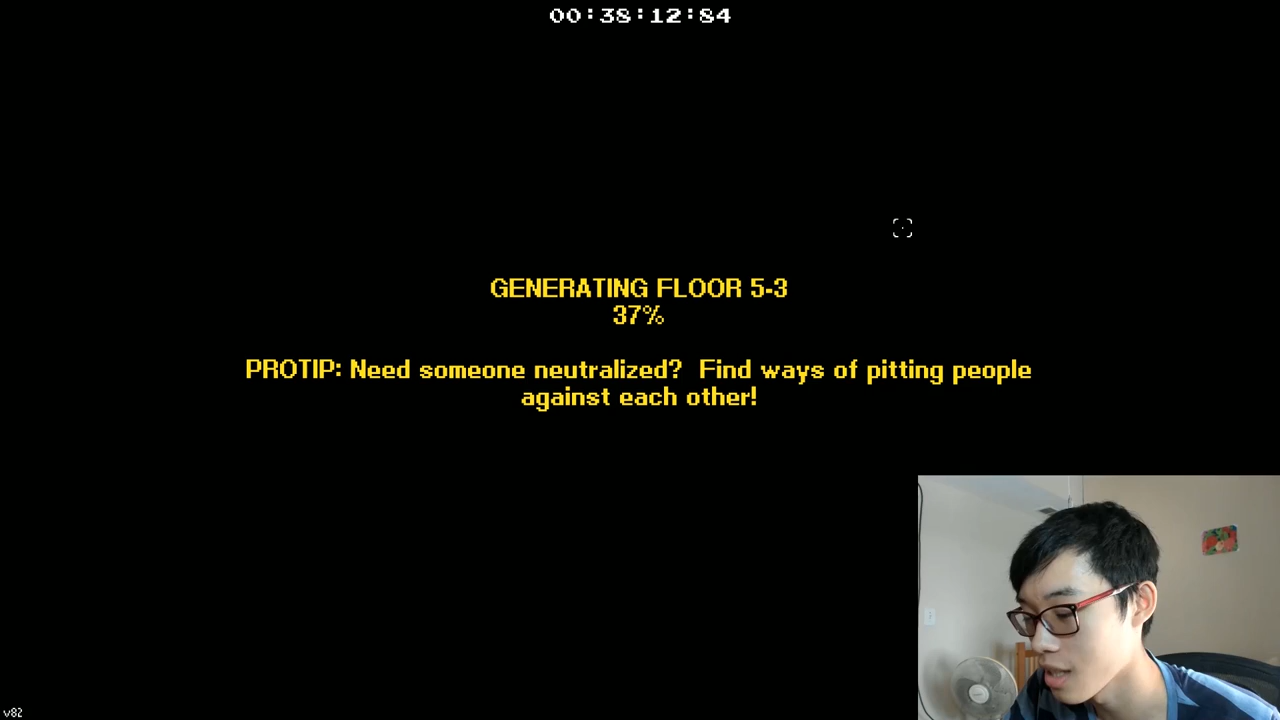 00:38:12:84
GENERATING FLOOR 5-3
37%
PROTIP: Need someone neutralized?  Find ways of pitting people
against each other!
v82